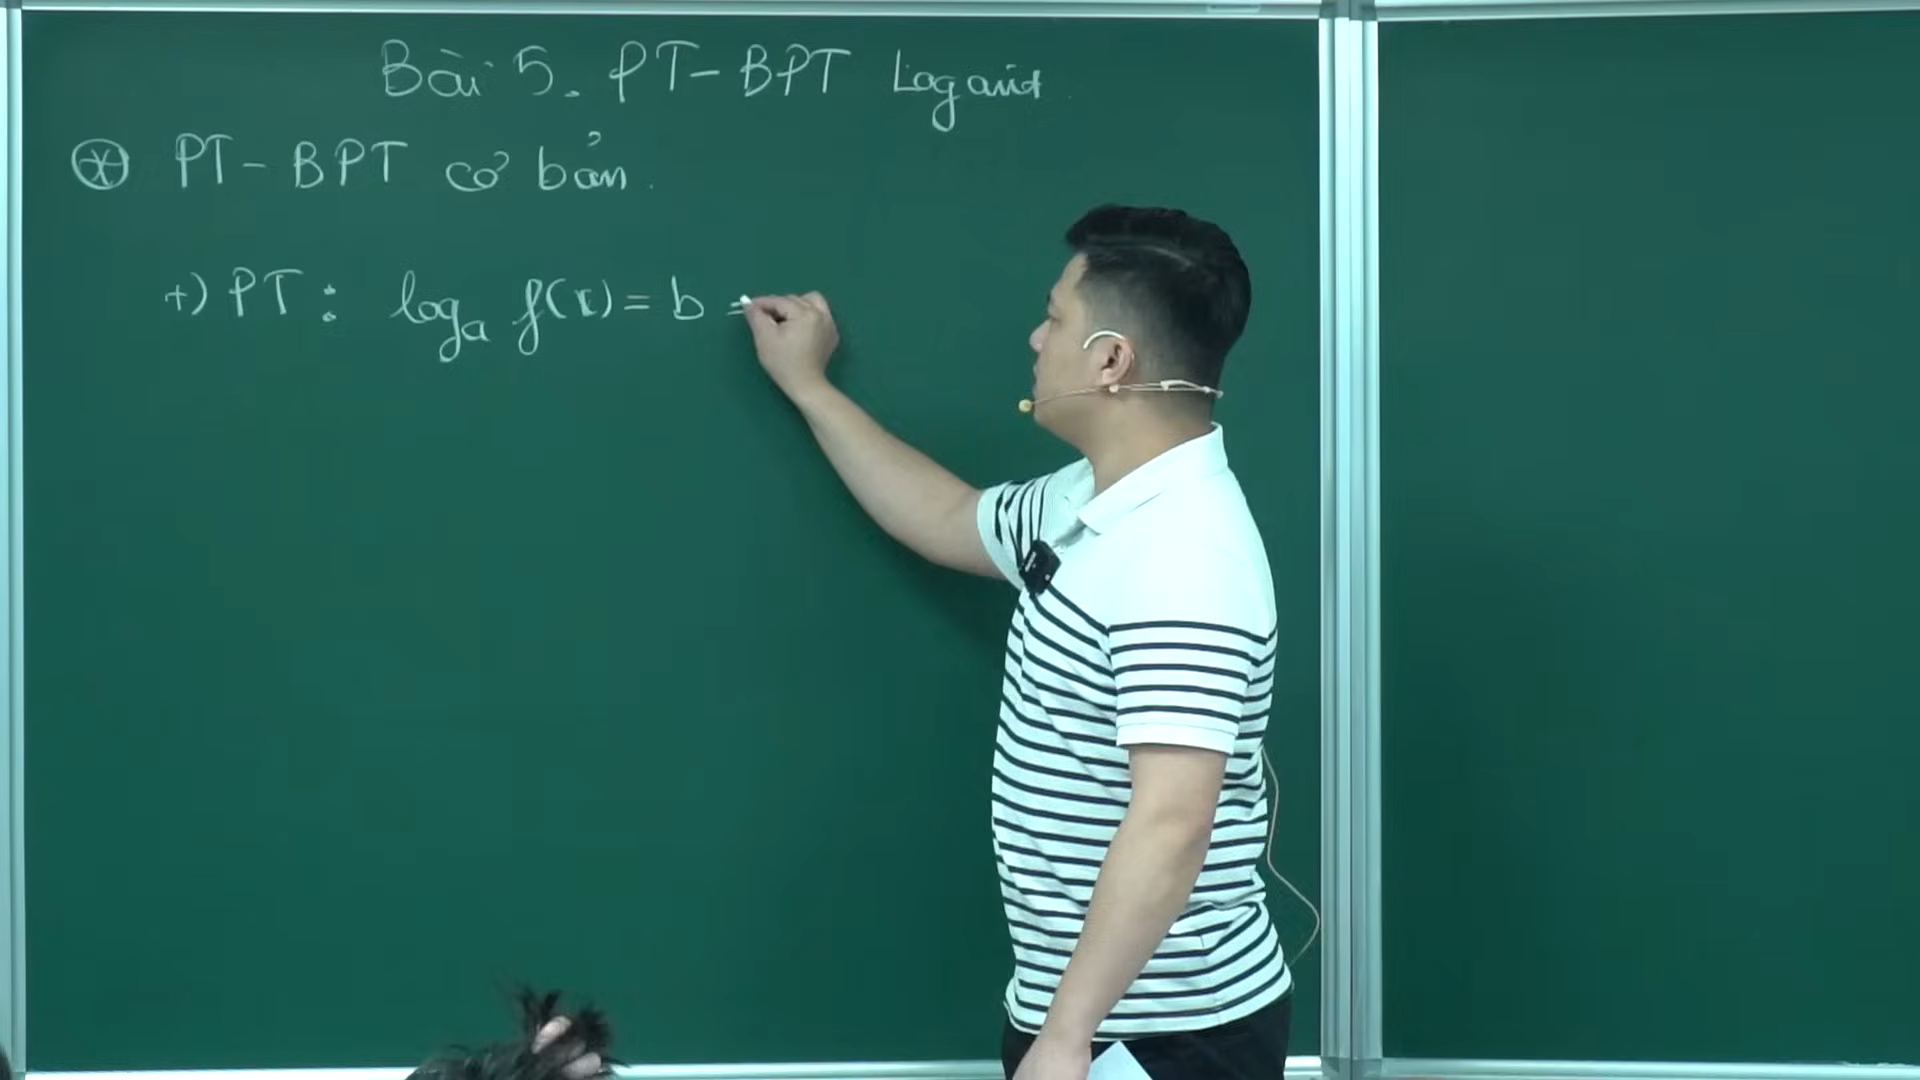 Bài 5. PT - BPT Logarit
⊛ PT - BPT cơ bản.
+) PT : logₐ f(x) = b =